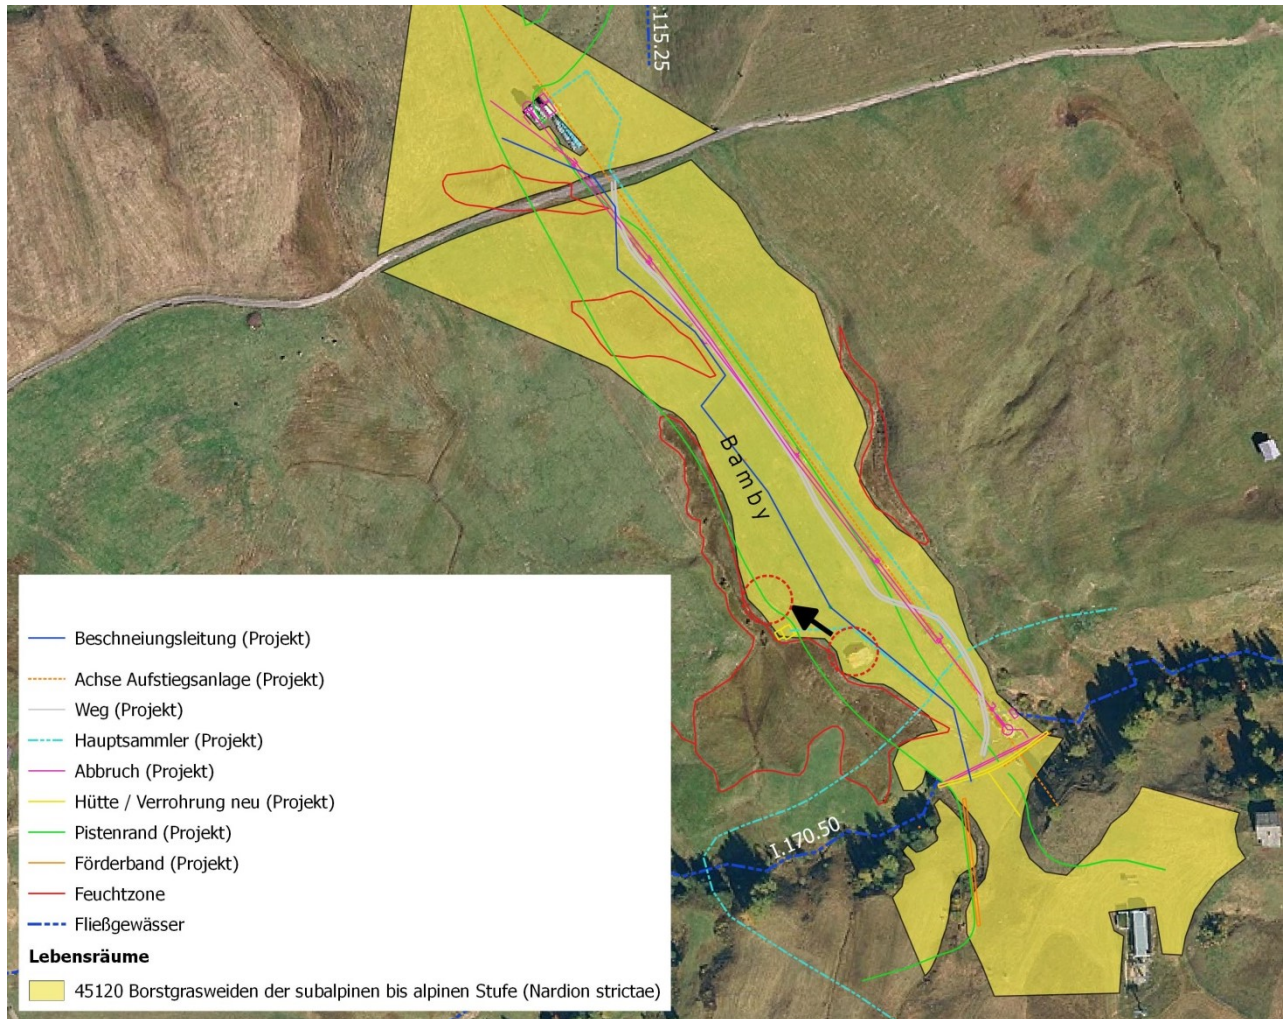 .115.25
Bamby
I.170.50
Beschneiungsleitung (Projekt)
Achse Aufstiegsanlage (Projekt)
Weg (Projekt)
Hauptsammler (Projekt)
Abbruch (Projekt)
Hütte / Verrohrung neu (Projekt)
Pistenrand (Projekt)
Förderband (Projekt)
Feuchtzone
Fließgewässer
Lebensräume
45120 Borstgrasweiden der subalpinen bis alpinen Stufe (Nardion strictae)